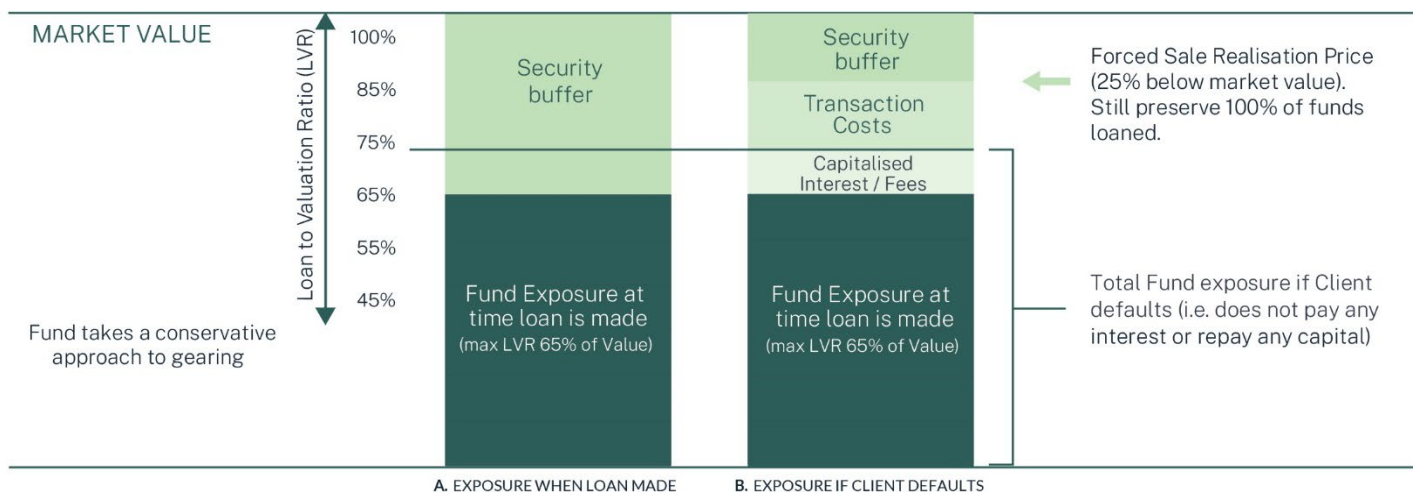 MARKET VALUE
Fund takes a conservative
approach to gearing
Loan to Valuation Ratio (LVR)
100%
85%
75%
65%
55%
45%
Security
buffer
Fund Exposure at
time loan is made
(max LVR 65% of Value)
A. EXPOSURE WHEN LOAN MADE
Security
buffer
Transaction
Costs
Capitalised
Interest / Fees
Fund Exposure at
time loan is made
(max LVR 65% of Value)
B. EXPOSURE IF CLIENT DEFAULTS
Forced Sale Realisation Price
(25% below market value).
Still preserve 100% of funds
loaned.
Total Fund exposure if Client
defaults (i.e. does not pay any
interest or repay any capital)